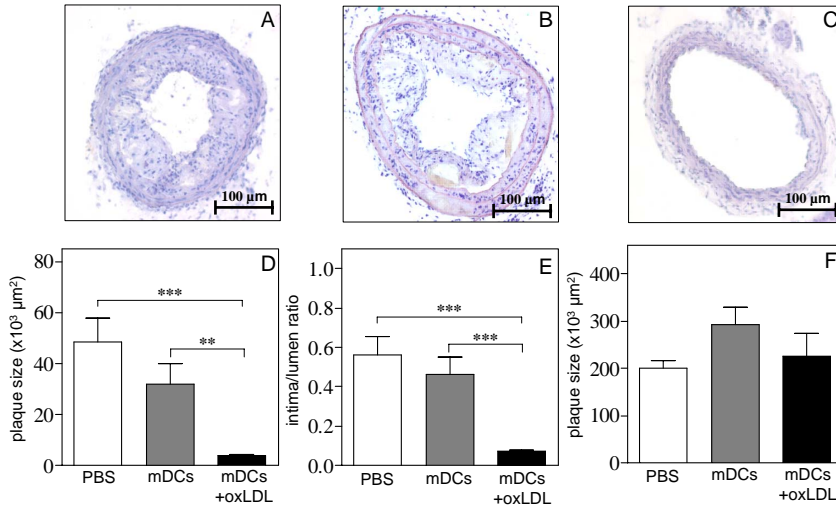 A
B
C
100 µm
100 µm
100 µm
D
plaque size (x10³ µm²)
80
60
40
20
0
***
**
PBS
mDCs
mDCs
+oxLDL
E
intima/lumen ratio
1.0
0.8
0.6
0.4
0.2
0.0
***
***
PBS
mDCs
mDCs
+oxLDL
F
plaque size (x10³ µm²)
400
300
200
100
0
PBS
mDCs
mDCs
+oxLDL